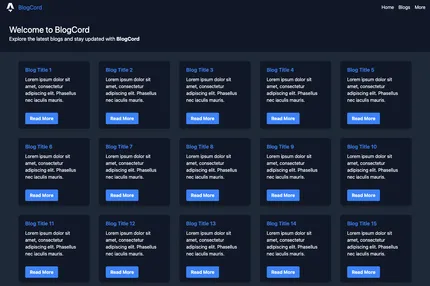 BlogCord
Home Blogs More
Welcome to BlogCord
Explore the latest blogs and stay updated with BlogCord
Blog Title 1
Lorem ipsum dolor sit
amet, consectetur
adipiscing elit. Phasellus
nec iaculis mauris.
Read More
Blog Title 2
Lorem ipsum dolor sit
amet, consectetur
adipiscing elit. Phasellus
nec iaculis mauris.
Read More
Blog Title 3
Lorem ipsum dolor sit
amet, consectetur
adipiscing elit. Phasellus
nec iaculis mauris.
Read More
Blog Title 4
Lorem ipsum dolor sit
amet, consectetur
adipiscing elit. Phasellus
nec iaculis mauris.
Read More
Blog Title 5
Lorem ipsum dolor sit
amet, consectetur
adipiscing elit. Phasellus
nec iaculis mauris.
Read More
Blog Title 6
Lorem ipsum dolor sit
amet, consectetur
adipiscing elit. Phasellus
nec iaculis mauris.
Read More
Blog Title 7
Lorem ipsum dolor sit
amet, consectetur
adipiscing elit. Phasellus
nec iaculis mauris.
Read More
Blog Title 8
Lorem ipsum dolor sit
amet, consectetur
adipiscing elit. Phasellus
nec iaculis mauris.
Read More
Blog Title 9
Lorem ipsum dolor sit
amet, consectetur
adipiscing elit. Phasellus
nec iaculis mauris.
Read More
Blog Title 10
Lorem ipsum dolor sit
amet, consectetur
adipiscing elit. Phasellus
nec iaculis mauris.
Read More
Blog Title 11
Lorem ipsum dolor sit
amet, consectetur
adipiscing elit. Phasellus
nec iaculis mauris.
Read More
Blog Title 12
Lorem ipsum dolor sit
amet, consectetur
adipiscing elit. Phasellus
nec iaculis mauris.
Read More
Blog Title 13
Lorem ipsum dolor sit
amet, consectetur
adipiscing elit. Phasellus
nec iaculis mauris.
Read More
Blog Title 14
Lorem ipsum dolor sit
amet, consectetur
adipiscing elit. Phasellus
nec iaculis mauris.
Read More
Blog Title 15
Lorem ipsum dolor sit
amet, consectetur
adipiscing elit. Phasellus
nec iaculis mauris.
Read More